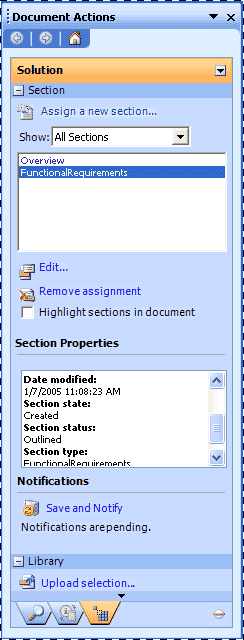 Document Actions
Solution
Section
Assign a new section...
Show: All Sections
Overview
FunctionalRequirements
Edit...
Remove assignment
Highlight sections in document
Section Properties
Date modified:
1/7/2005 11:08:23 AM
Section state:
Created
Section status:
Outlined
Section type:
FunctionalRequirements
Notifications
Save and Notify
Notifications arepending.
Library
Upload selection...